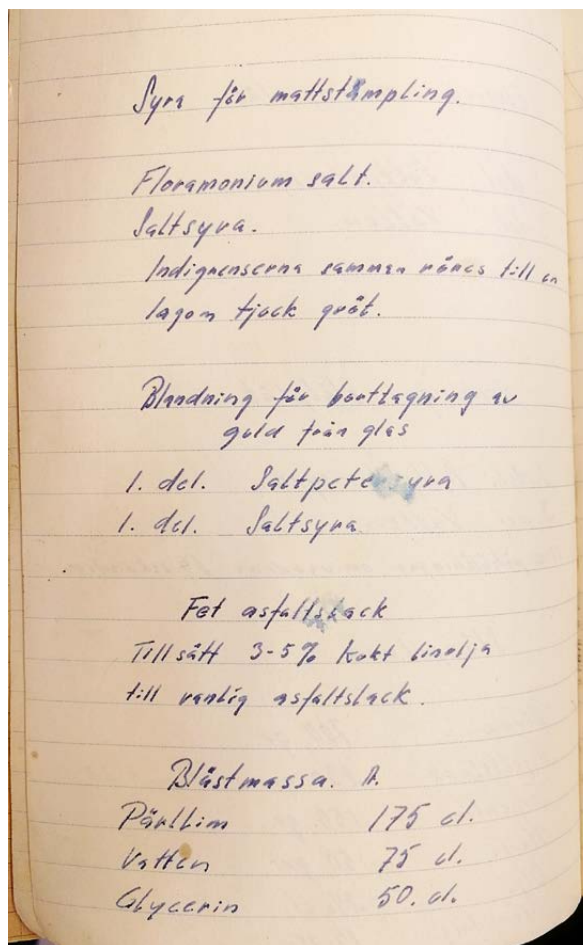 Syra för mattstämpling.
Floramonium salt.
Saltsyra.
Indigrenserna samman röres till en
lagom tjock gröt.
Blandning för borttagning av
guld från glas
1. del. Saltpetersyra
1. del. Saltsyra
Fet asfaltslack
Tillsätt 3-5% kokt linolja
till vanlig asfaltslack.
Blästmassa. A.
Pärllim 175 cl.
Vatten 75 cl.
Glycerin 50. cl.